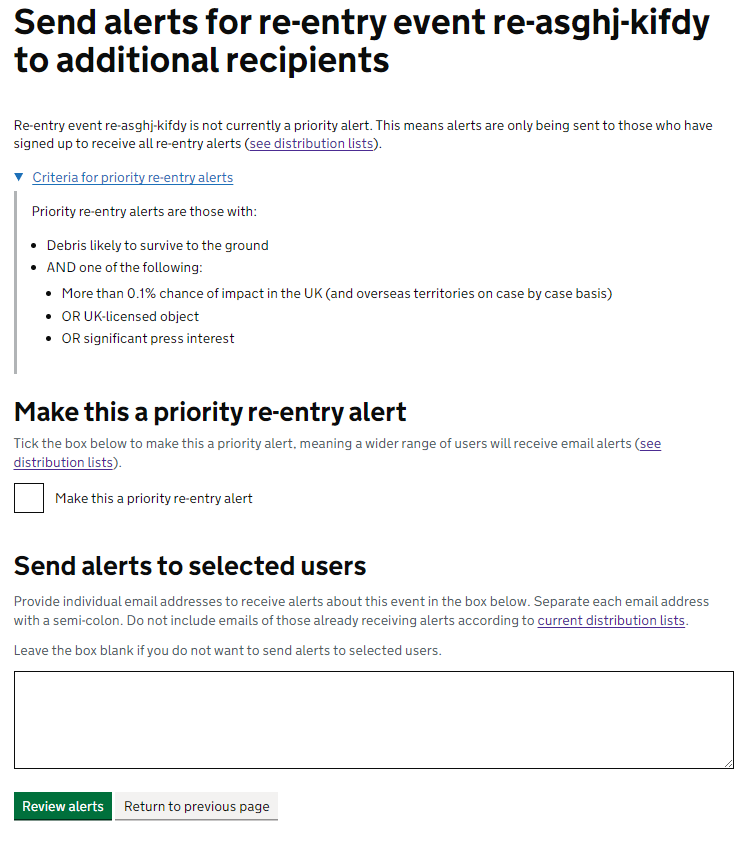 Send alerts for re-entry event re-asghj-kifdy
to additional recipients
Re-entry event re-asghj-kifdy is not currently a priority alert. This means alerts are only being sent to those who have
signed up to receive all re-entry alerts (see distribution lists).
▼ Criteria for priority re-entry alerts
Priority re-entry alerts are those with:
• Debris likely to survive to the ground
• AND one of the following:
• More than 0.1% chance of impact in the UK (and overseas territories on case by case basis)
• OR UK-licensed object
• OR significant press interest
Make this a priority re-entry alert
Tick the box below to make this a priority alert, meaning a wider range of users will receive email alerts (see
distribution lists).
Make this a priority re-entry alert
Send alerts to selected users
Provide individual email addresses to receive alerts about this event in the box below. Separate each email address
with a semi-colon. Do not include emails of those already receiving alerts according to current distribution lists.
Leave the box blank if you do not want to send alerts to selected users.
Review alerts Return to previous page